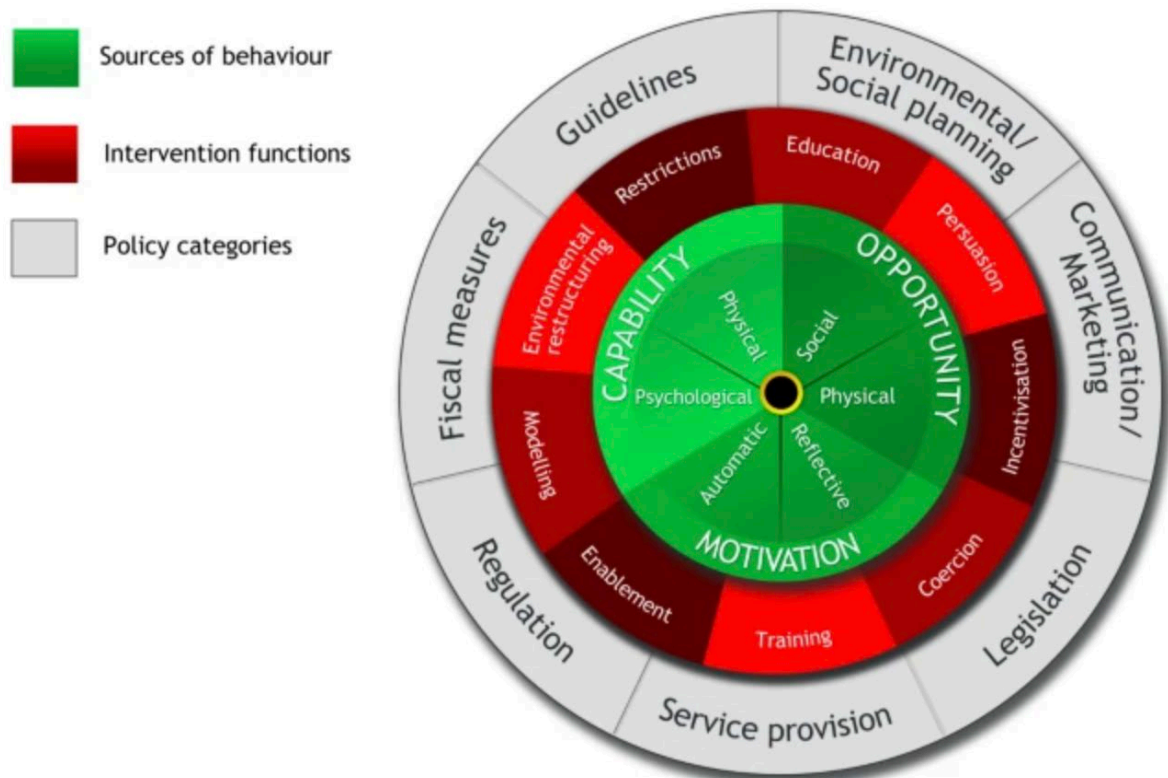 Sources of behaviour
Intervention functions
Policy categories
Guidelines
Environmental/
Social planning
Communication/
Marketing
Legislation
Service provision
Regulation
Fiscal measures
Restrictions
Education
Persuasion
Incentivisation
Coercion
Training
Enablement
Modelling
Environmental
restructuring
CAPABILITY
OPPORTUNITY
MOTIVATION
Physical
Social
Psychological
Physical
Automatic
Reflective